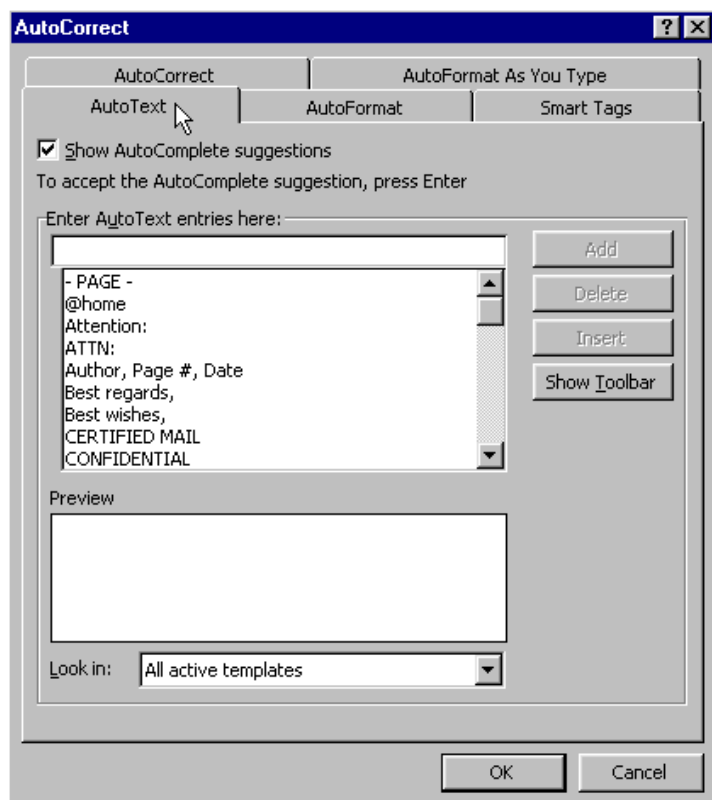 AutoCorrect
AutoCorrect AutoFormat As You Type
AutoText AutoFormat Smart Tags
Show AutoComplete suggestions
To accept the AutoComplete suggestion, press Enter
Enter AutoText entries here:
Add
- PAGE -
@home
Attention:
ATTN:
Author, Page #, Date
Best regards,
Best wishes,
CERTIFIED MAIL
CONFIDENTIAL
Delete
Insert
Show Toolbar
Preview
Look in: All active templates
OK Cancel